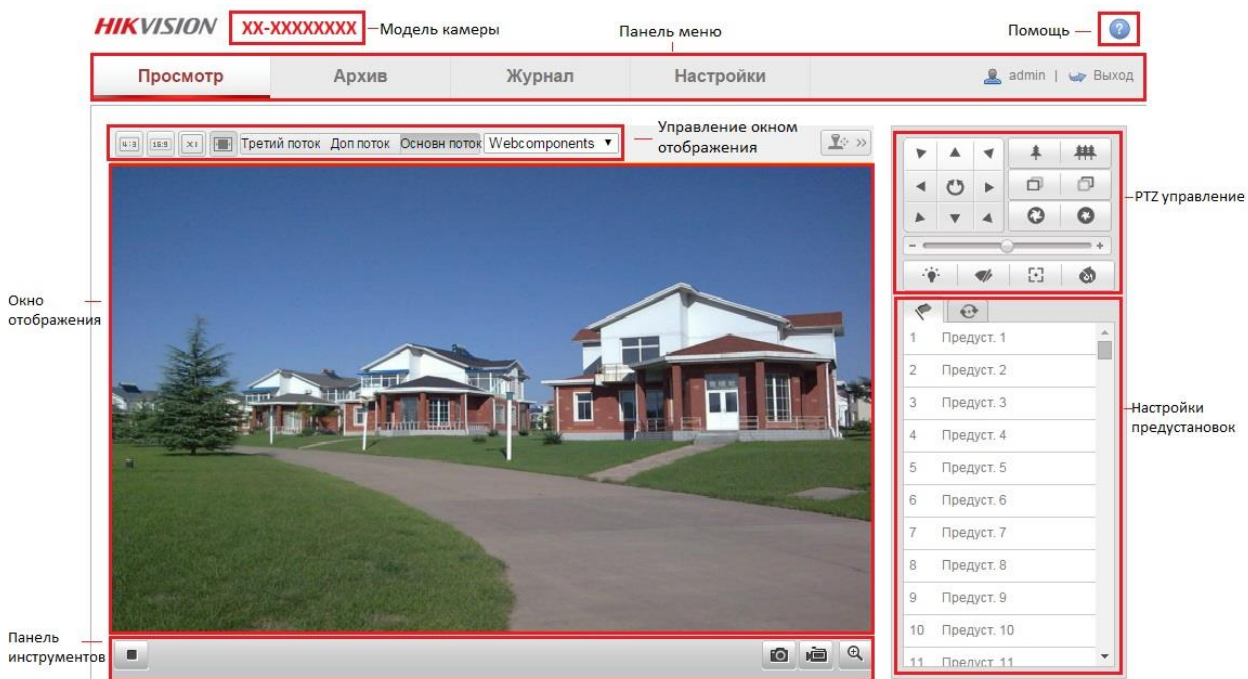 HIKVISION XX-XXXXXXXX Модель камеры
Панель меню
Помощь
?
Просмотр Архив Журнал Настройки admin | Выход
4:3 16:9 X1 Третий поток Доп поток Основн поток Webcomponents
Управление окном
отображения
PTZ управление
Окно
отображения
1 Предуст. 1
2 Предуст. 2
3 Предуст. 3
4 Предуст. 4
5 Предуст. 5
6 Предуст. 6
7 Предуст. 7
8 Предуст. 8
9 Предуст. 9
10 Предуст. 10
11 Предуст. 11
Настройки
предустановок
Панель
инструментов